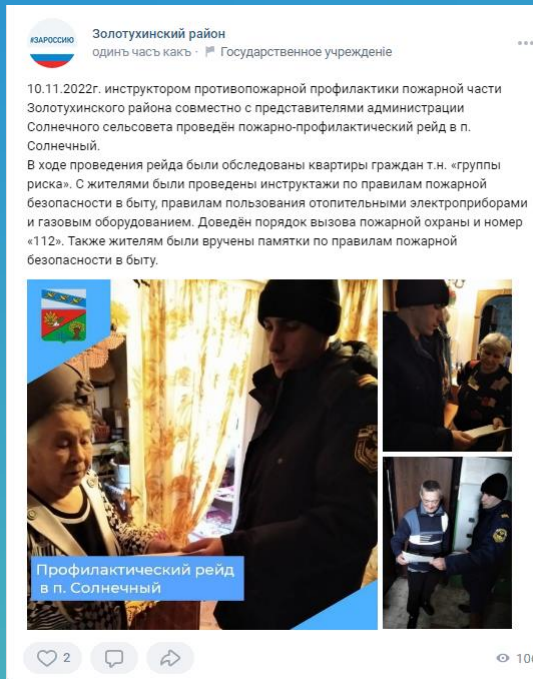 #ZАРОССИЮ
Золотухинский район
одинъ часъ какъ · Государственное учрежденіе
10.11.2022г. инструктором противопожарной профилактики пожарной части
Золотухинского района совместно с представителями администрации
Солнечного сельсовета проведён пожарно-профилактический рейд в п.
Солнечный.
В ходе проведения рейда были обследованы квартиры граждан т.н. «группы
риска». С жителями были проведены инструктажи по правилам пожарной
безопасности в быту, правилам пользования отопительными электроприборами
и газовым оборудованием. Доведён порядок вызова пожарной охраны и номер
«112». Также жителям были вручены памятки по правилам пожарной
безопасности в быту.
Профилактический рейд
в п. Солнечный
2